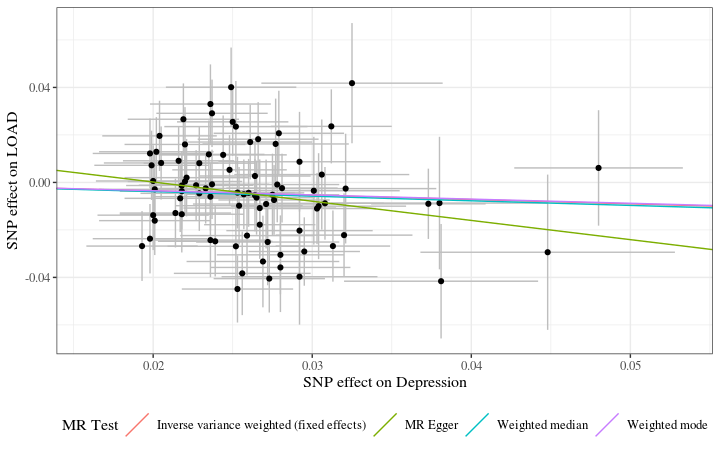 SNP effect on LOAD
0.04
0.00
-0.04
0.02 0.03 0.04 0.05
SNP effect on Depression
MR Test Inverse variance weighted (fixed effects) MR Egger Weighted median Weighted mode